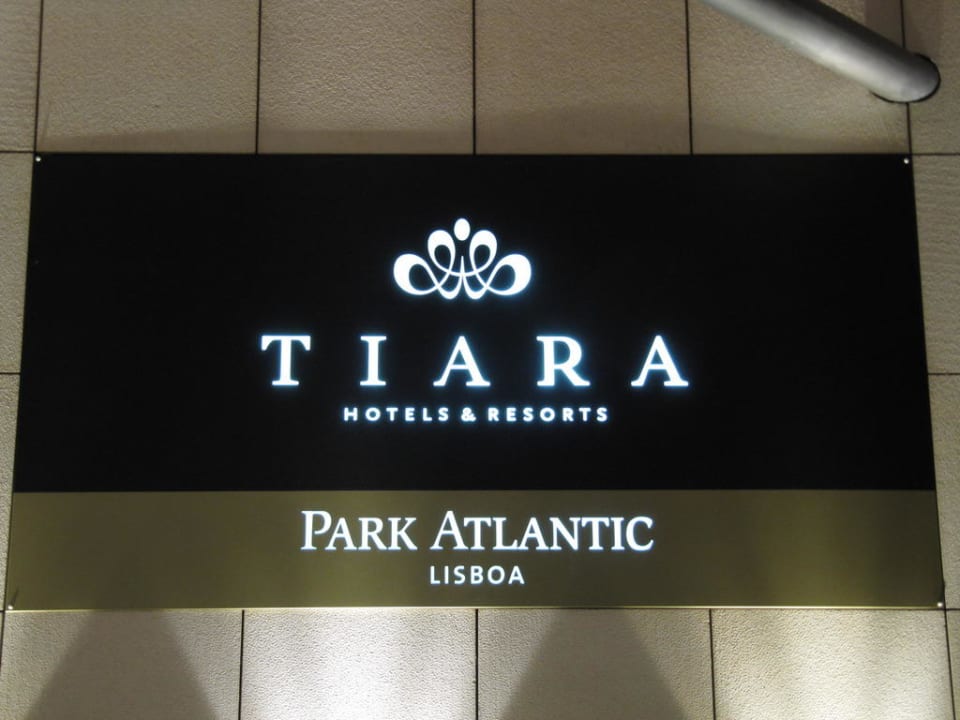 TIARA
HOTELS & RESORTS
PARK ATLANTIC
LISBOA